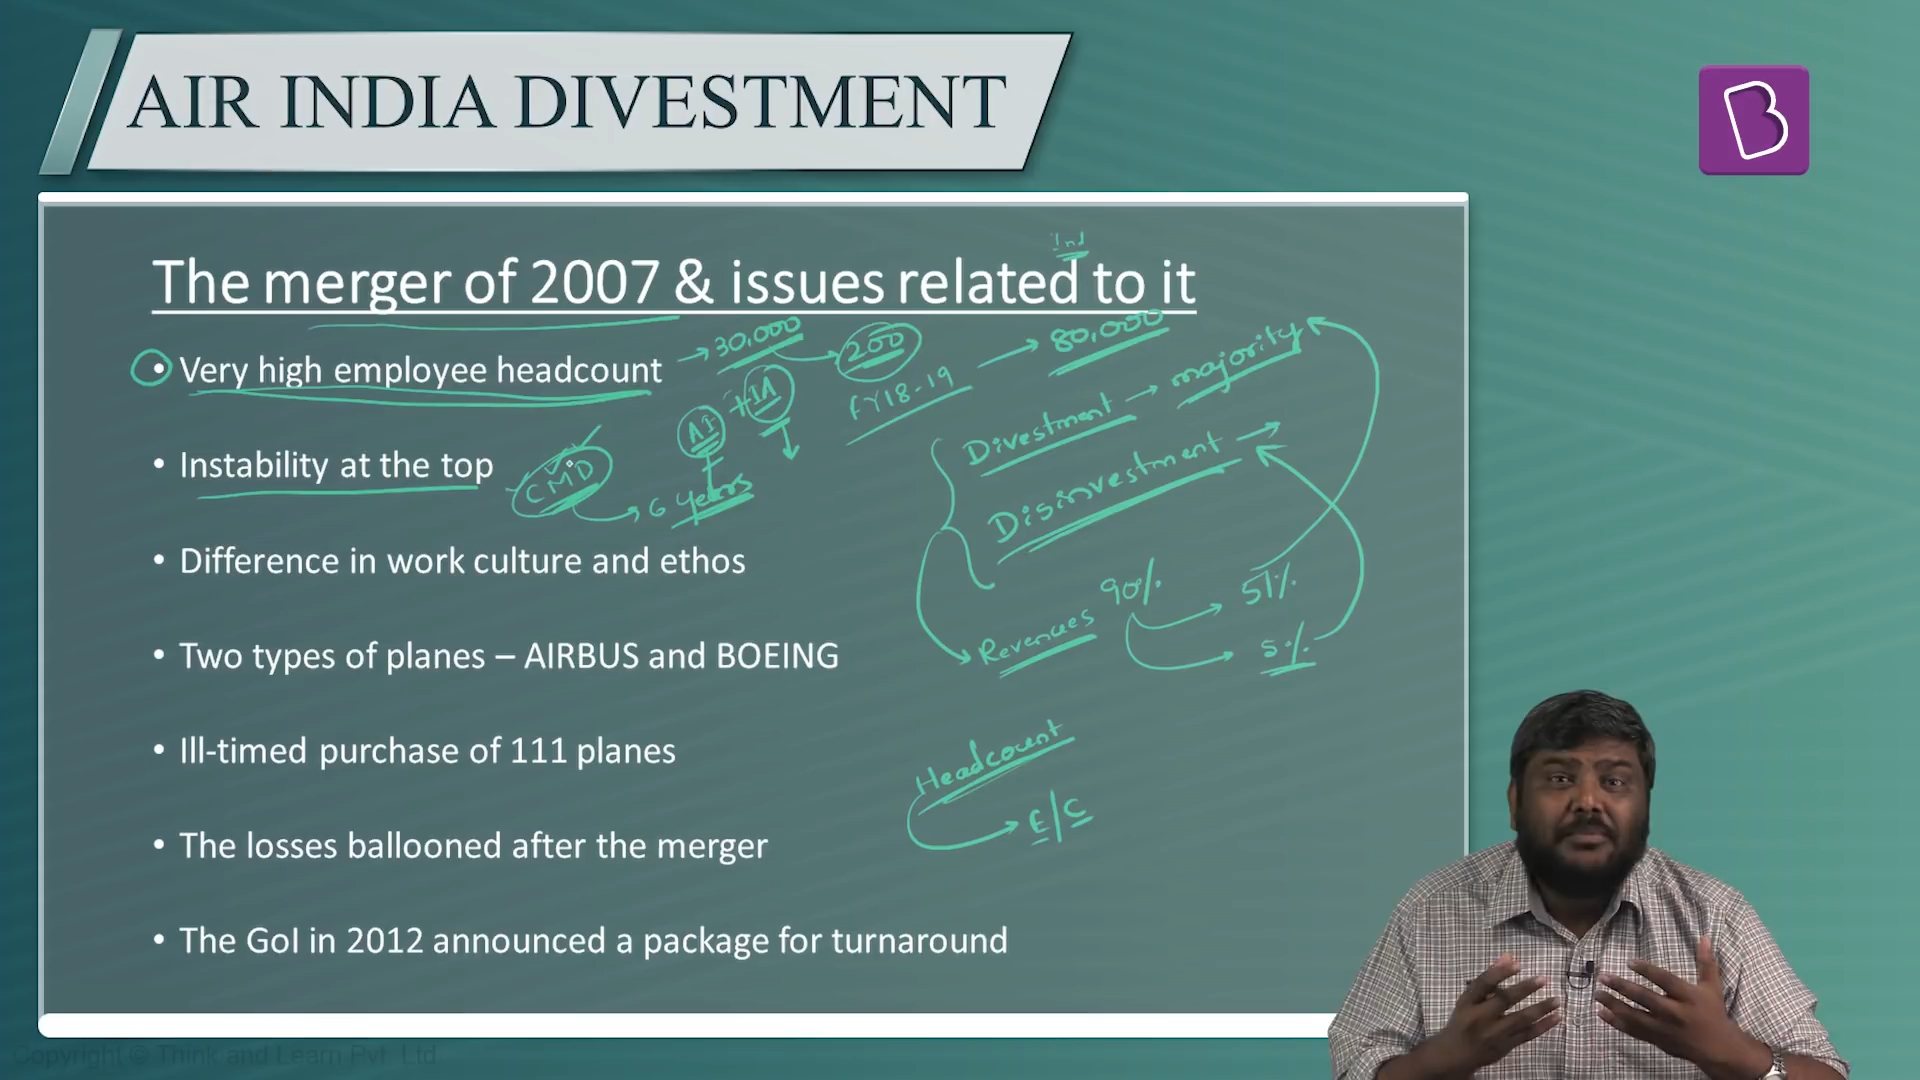 AIR INDIA DIVESTMENT
B
Ind
The merger of 2007 & issues related to it
• Very high employee headcount → 30,000 → 200
FY18-19 → 80,000
AI + IA
Divestment → majority
Disinvestment →
• Instability at the top
CMD → 6 years
• Difference in work culture and ethos
Revenues 90% → 51%
5%
• Two types of planes – AIRBUS and BOEING
• Ill-timed purchase of 111 planes
Headcount
E/C
• The losses ballooned after the merger
• The GoI in 2012 announced a package for turnaround
Copyright © Think and Learn Pvt. Ltd.